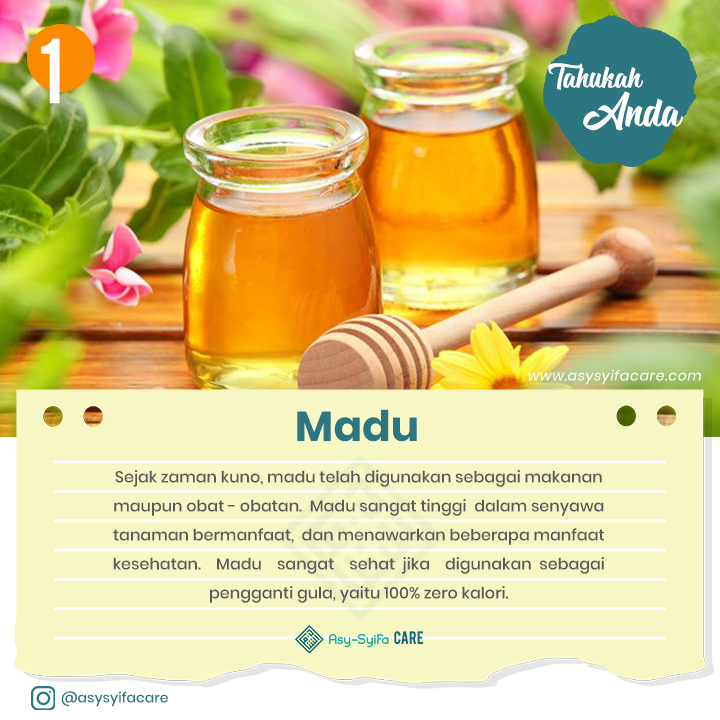 1
Tahukah
Anda
www.asysyifacare.com
Madu
Sejak zaman kuno, madu telah digunakan sebagai makanan
maupun obat - obatan. Madu sangat tinggi dalam senyawa
tanaman bermanfaat, dan menawarkan beberapa manfaat
kesehatan. Madu sangat sehat jika digunakan sebagai
pengganti gula, yaitu 100% zero kalori.
Asy-Syifa CARE
@asysyifacare